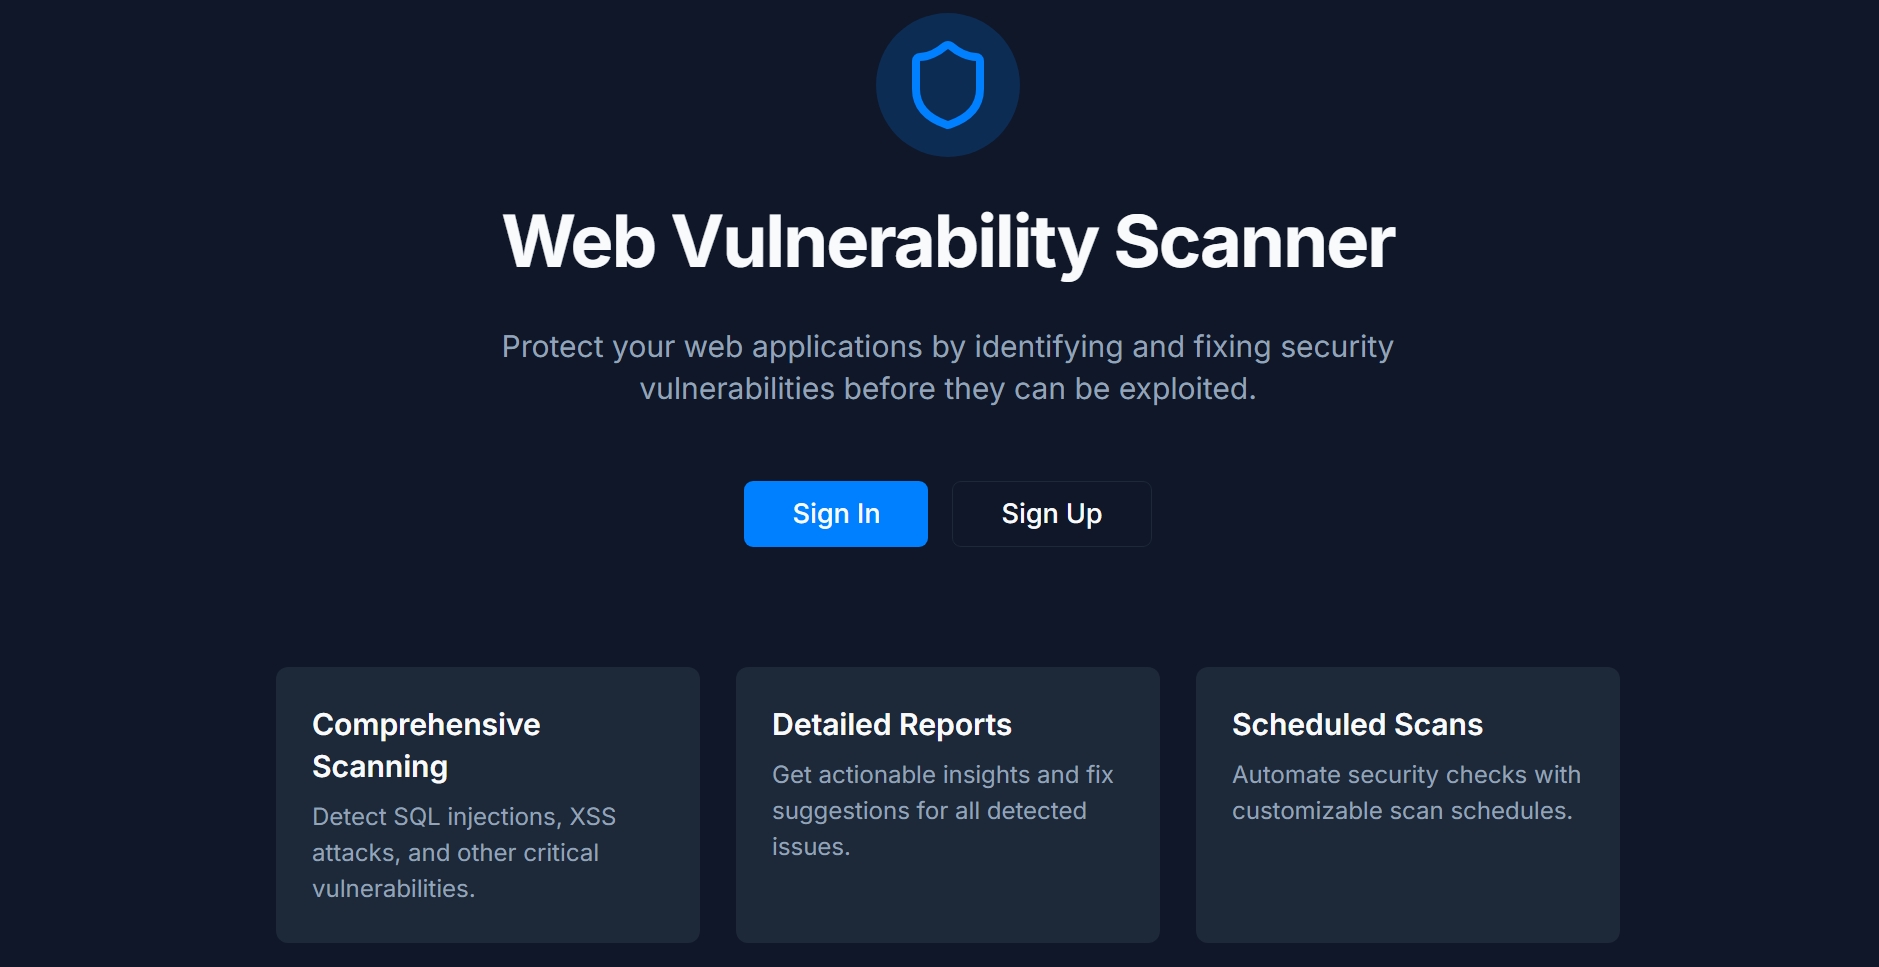 Web Vulnerability Scanner
Protect your web applications by identifying and fixing security
vulnerabilities before they can be exploited.
Sign In
Sign Up
Comprehensive
Scanning
Detect SQL injections, XSS
attacks, and other critical
vulnerabilities.
Detailed Reports
Get actionable insights and fix
suggestions for all detected
issues.
Scheduled Scans
Automate security checks with
customizable scan schedules.